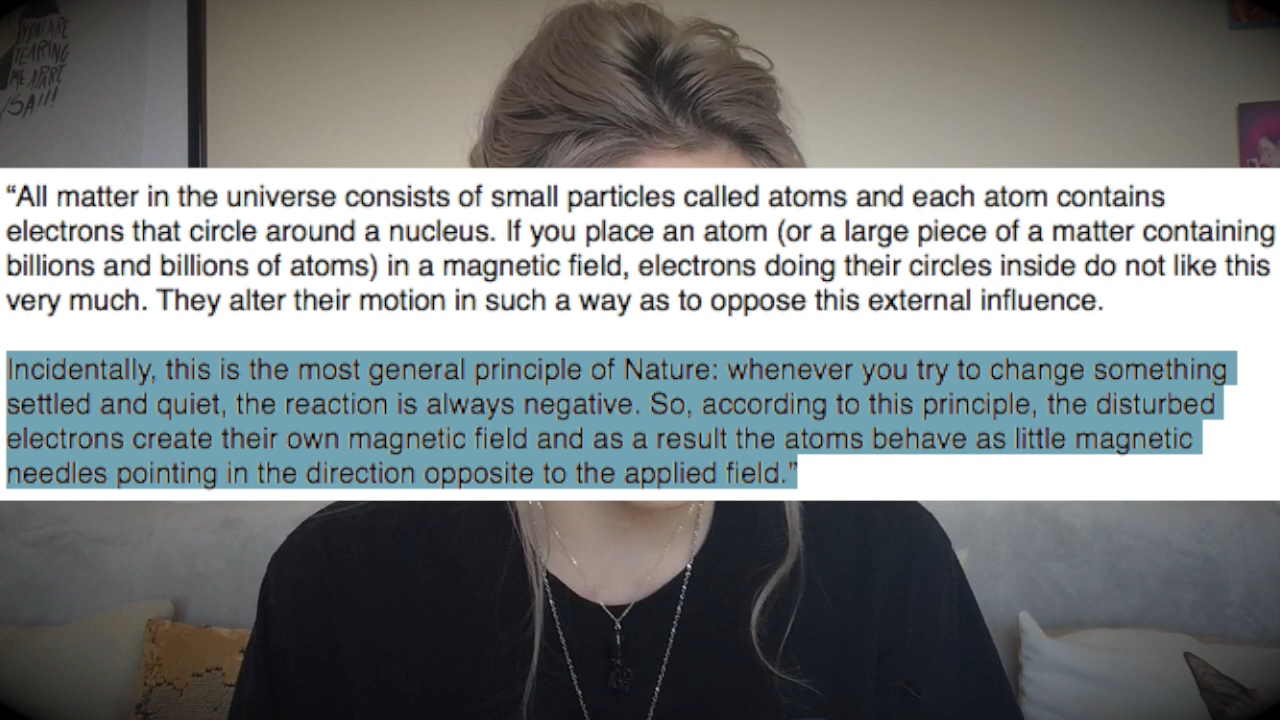 YOU ARE
TEARING
ME APART
“All matter in the universe consists of small particles called atoms and each atom contains
electrons that circle around a nucleus. If you place an atom (or a large piece of a matter containing
billions and billions of atoms) in a magnetic field, electrons doing their circles inside do not like this
very much. They alter their motion in such a way as to oppose this external influence.
Incidentally, this is the most general principle of Nature: whenever you try to change something
settled and quiet, the reaction is always negative. So, according to this principle, the disturbed
electrons create their own magnetic field and as a result the atoms behave as little magnetic
needles pointing in the direction opposite to the applied field.”